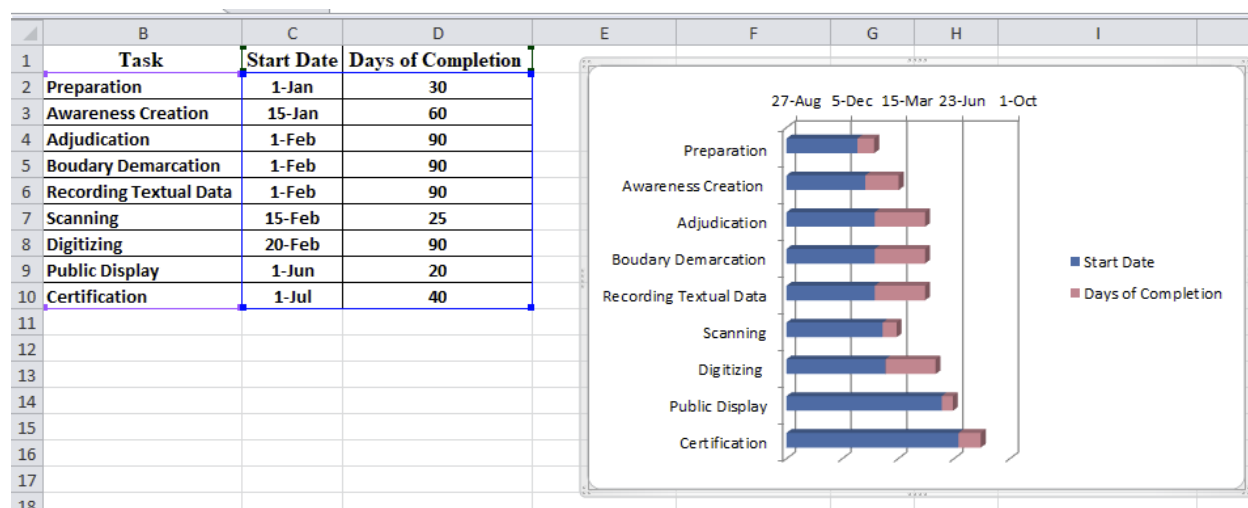 B C D E F G H I
1 Task Start Date Days of Completion
2 Preparation 1-Jan 30
3 Awareness Creation 15-Jan 60
4 Adjudication 1-Feb 90
5 Boudary Demarcation 1-Feb 90
6 Recording Textual Data 1-Feb 90
7 Scanning 15-Feb 25
8 Digitizing 20-Feb 90
9 Public Display 1-Jun 20
10 Certification 1-Jul 40
11
12
13
14
15
16
17
18
27-Aug 5-Dec 15-Mar 23-Jun 1-Oct
Preparation
Awareness Creation
Adjudication
Boudary Demarcation
Recording Textual Data
Scanning
Digitizing
Public Display
Certification
Start Date
Days of Completion